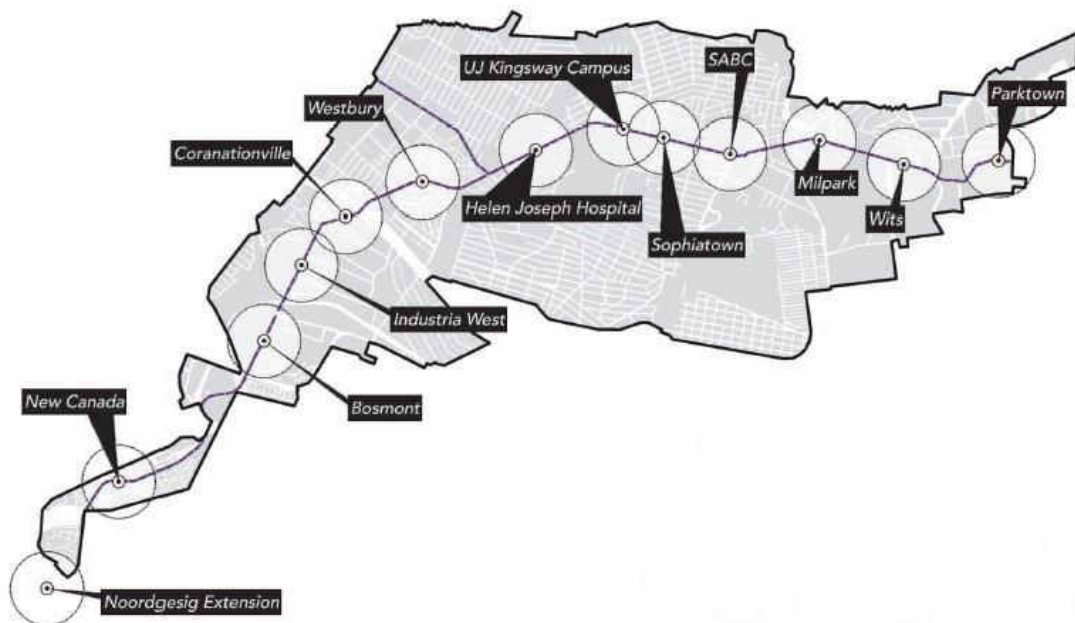 UJ Kingsway Campus
SABC
Parktown
Westbury
Coranationville
Helen Joseph Hospital
Milpark
Wits
Sophiatown
Industria West
Bosmont
New Canada
Noordgesig Extension